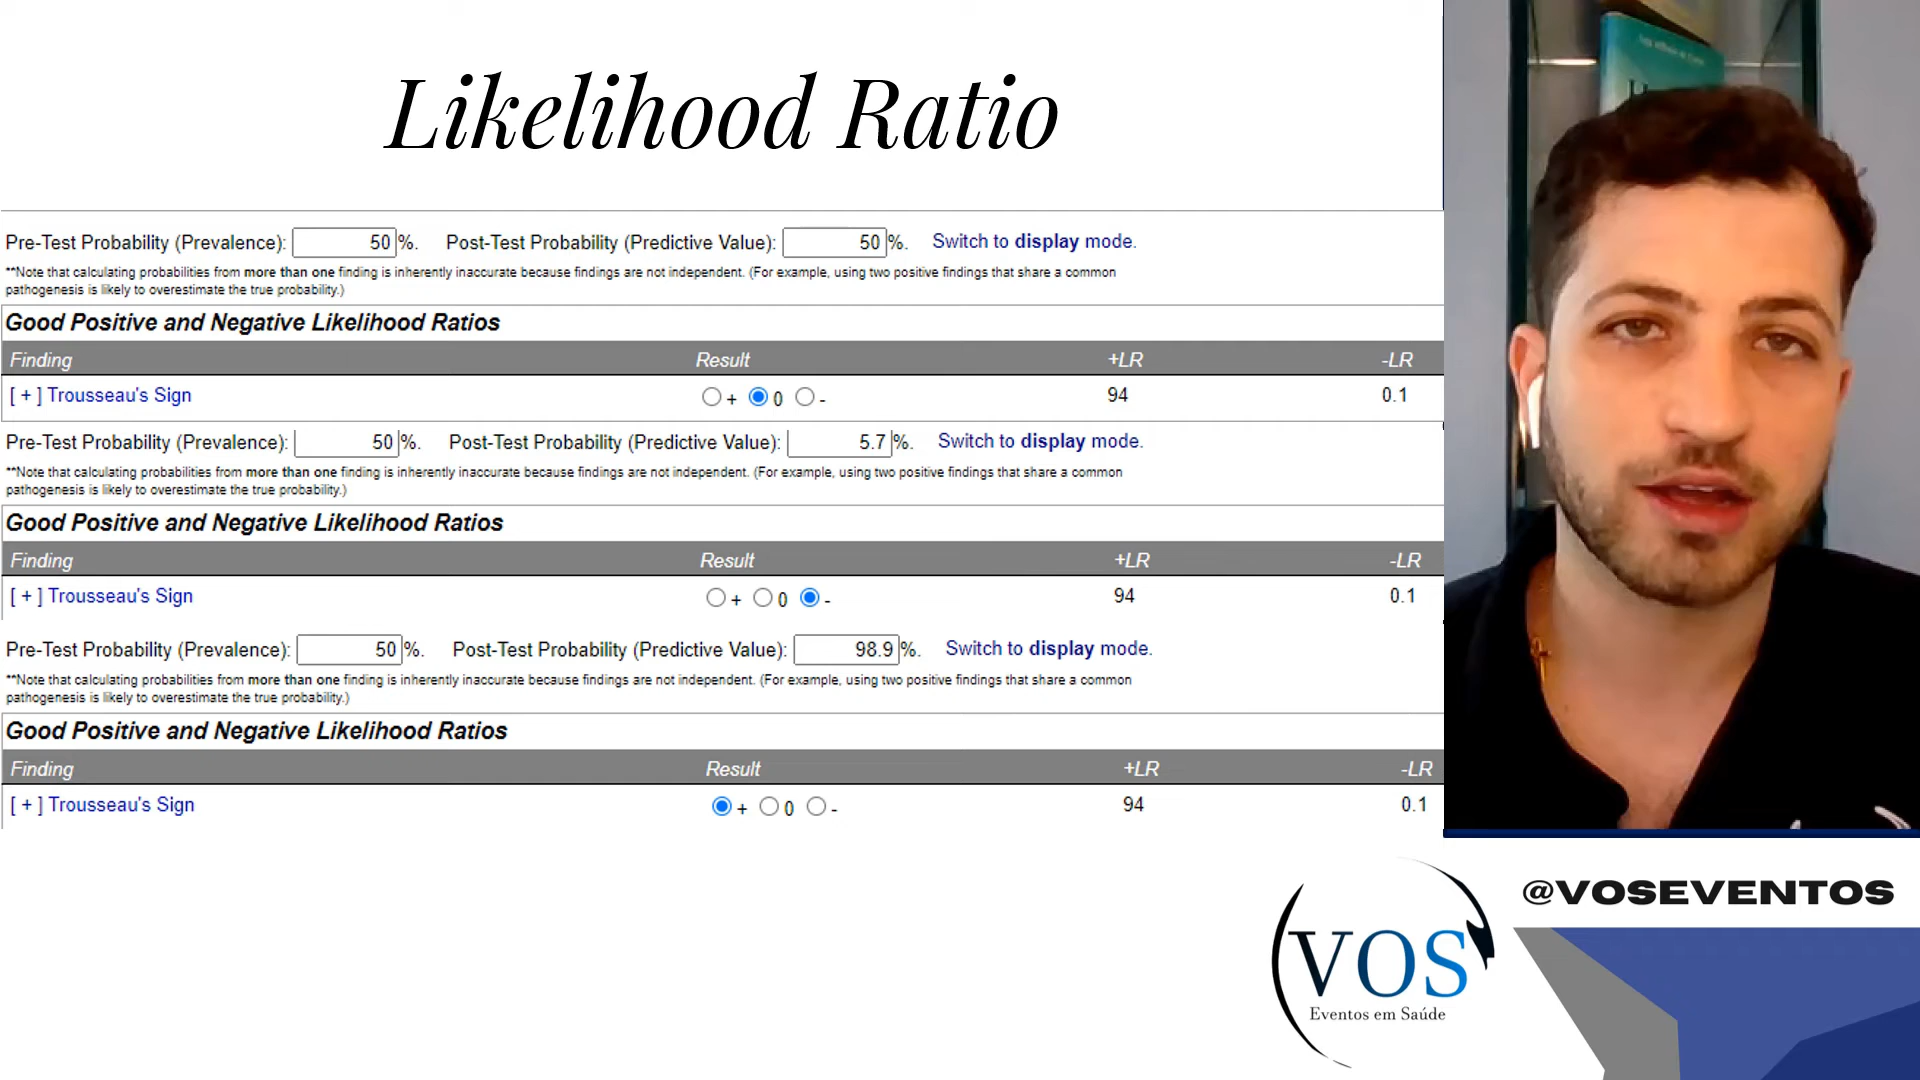 Likelihood Ratio
Pre-Test Probability (Prevalence): 50 %. Post-Test Probability (Predictive Value): 50 %. Switch to display mode.
**Note that calculating probabilities from more than one finding is inherently inaccurate because findings are not independent. (For example, using two positive findings that share a common
pathogenesis is likely to overestimate the true probability.)
Good Positive and Negative Likelihood Ratios
Finding Result +LR -LR
[ + ] Trousseau's Sign + 0 - 94 0.1
Pre-Test Probability (Prevalence): 50 %. Post-Test Probability (Predictive Value): 5.7 %. Switch to display mode.
**Note that calculating probabilities from more than one finding is inherently inaccurate because findings are not independent. (For example, using two positive findings that share a common
pathogenesis is likely to overestimate the true probability.)
Good Positive and Negative Likelihood Ratios
Finding Result +LR -LR
[ + ] Trousseau's Sign + 0 - 94 0.1
Pre-Test Probability (Prevalence): 50 %. Post-Test Probability (Predictive Value): 98.9 %. Switch to display mode.
**Note that calculating probabilities from more than one finding is inherently inaccurate because findings are not independent. (For example, using two positive findings that share a common
pathogenesis is likely to overestimate the true probability.)
Good Positive and Negative Likelihood Ratios
Finding Result +LR -LR
[ + ] Trousseau's Sign + 0 - 94 0.1
@VOSEVENTOS
VOS
Eventos em Saúde